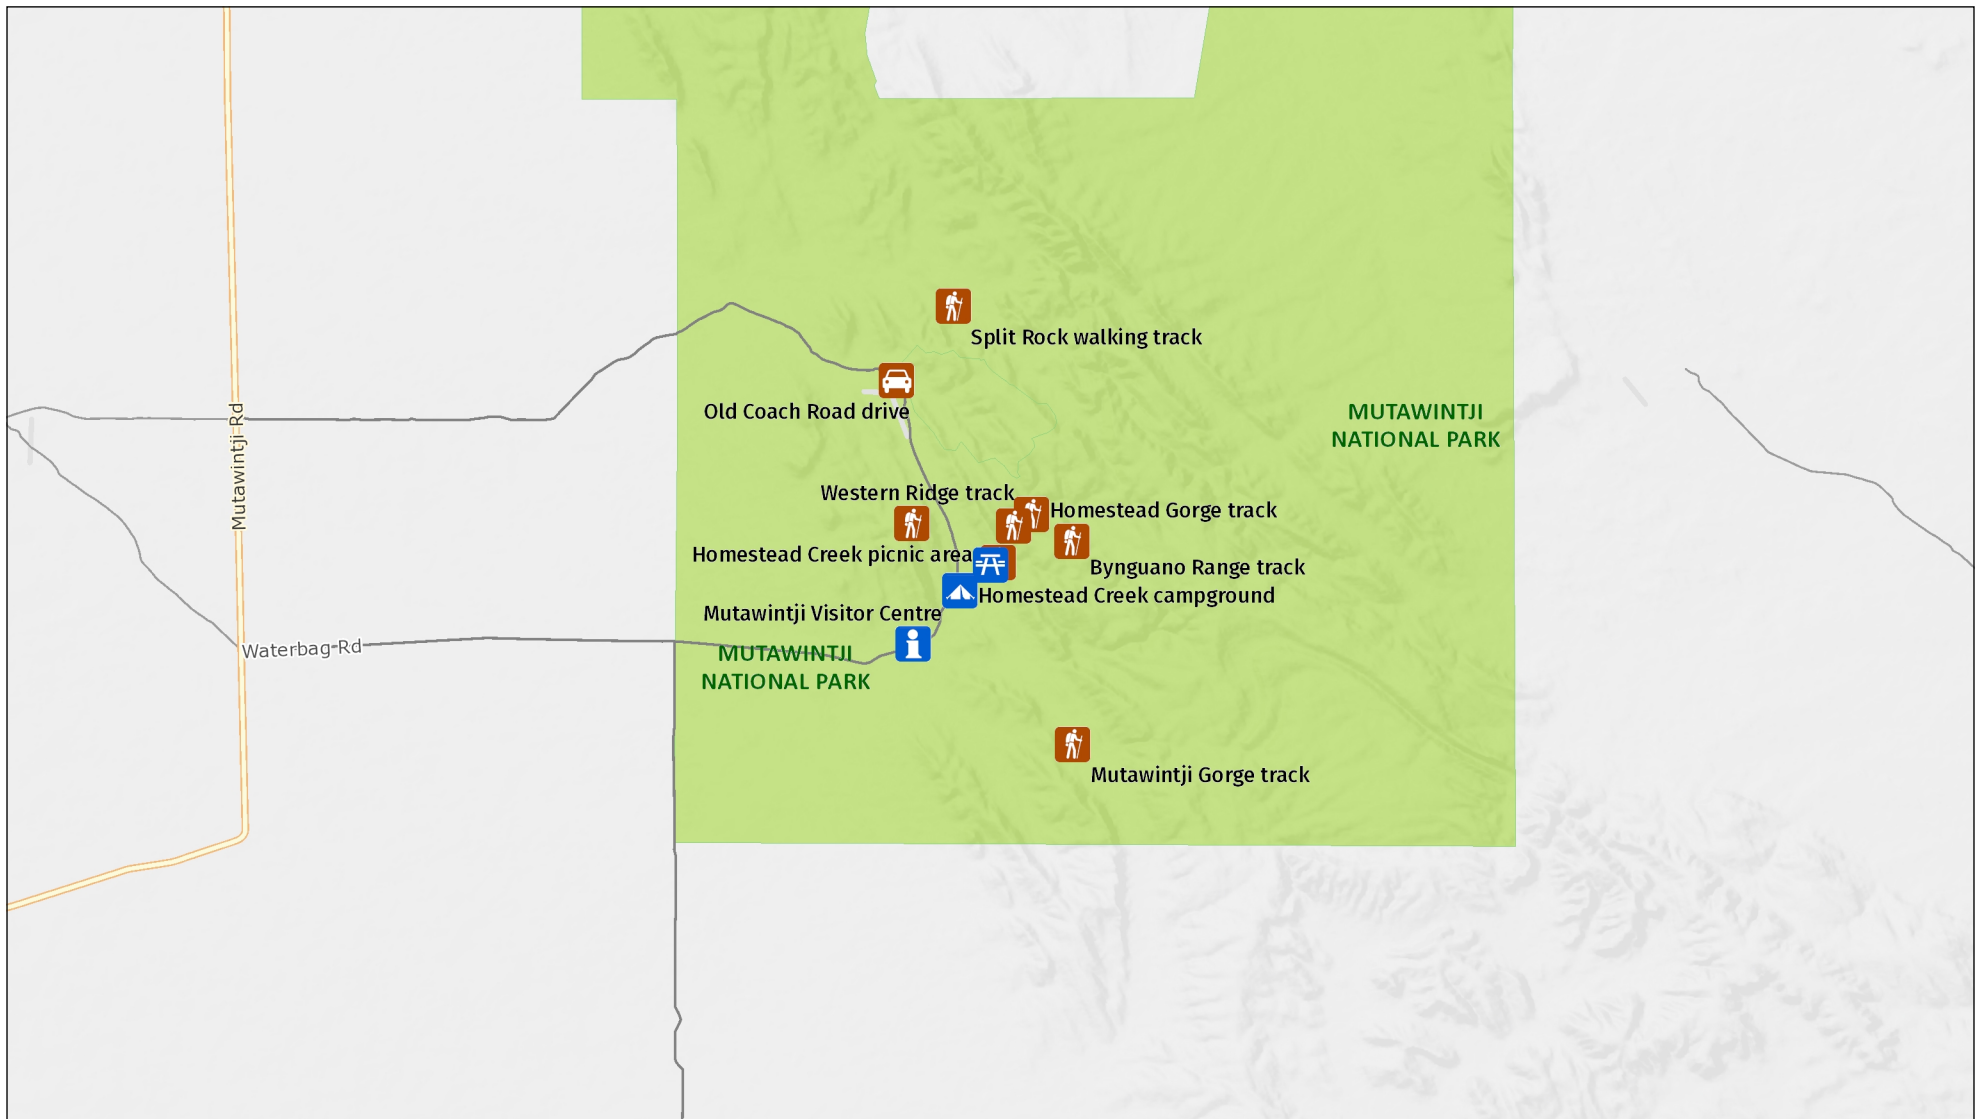 Split Rock walking track
Old Coach Road drive
MUTAWINTJI
NATIONAL PARK
Mutawintji Rd
Western Ridge track
Homestead Gorge track
Homestead Creek picnic area
Bynguano Range track
Homestead Creek campground
Mutawintji Visitor Centre
Waterbag Rd
MUTAWINTJI
NATIONAL PARK
Mutawintji Gorge track